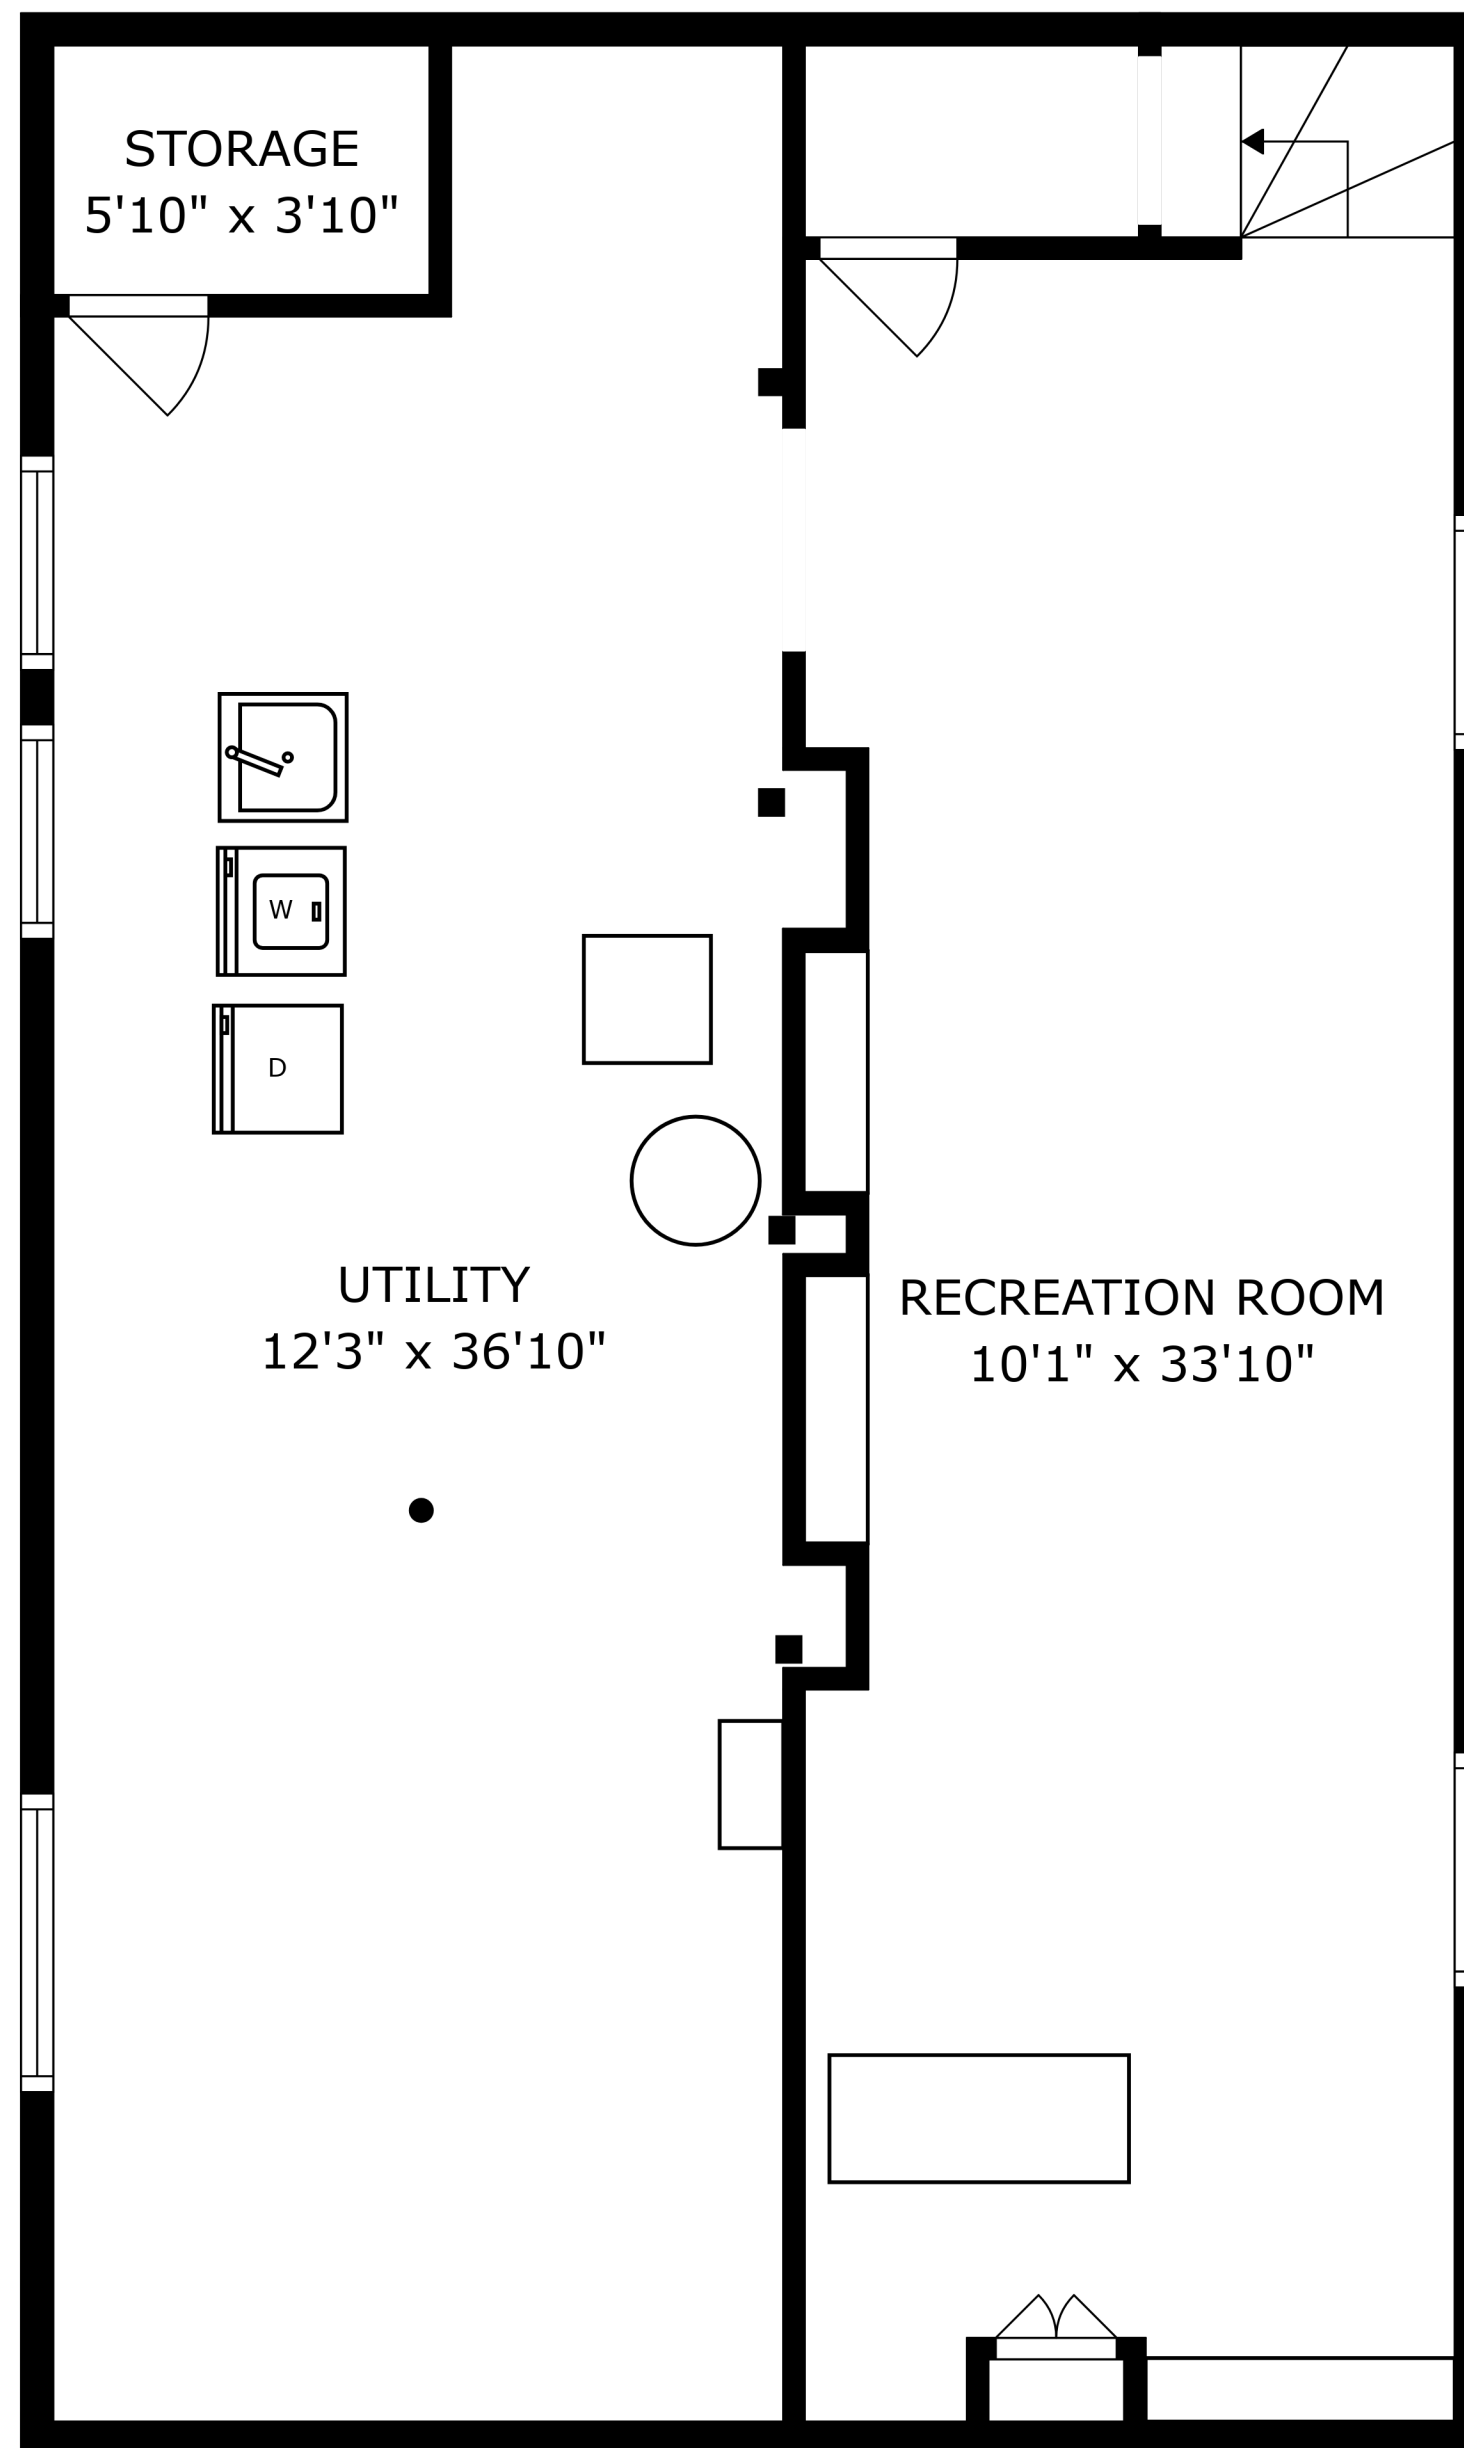 STORAGE
5'10" x 3'10"
W
D
UTILITY
12'3" x 36'10"
RECREATION ROOM
10'1" x 33'10"